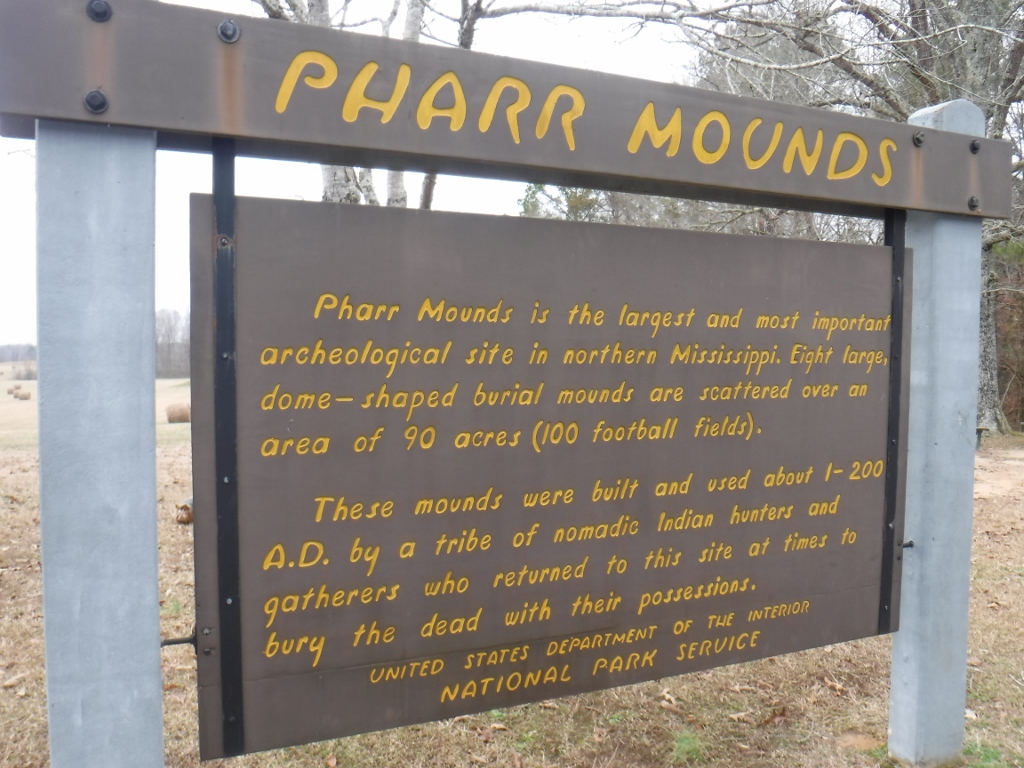 PHARR MOUNDS
Pharr Mounds is the largest and most important
archeological site in northern Mississippi. Eight large,
dome-shaped burial mounds are scattered over an
area of 90 acres (100 football fields).
These mounds were built and used about 1-200
A.D. by a tribe of nomadic Indian hunters and
gatherers who returned to this site at times to
bury the dead with their possessions.
UNITED STATES DEPARTMENT OF THE INTERIOR
NATIONAL PARK SERVICE